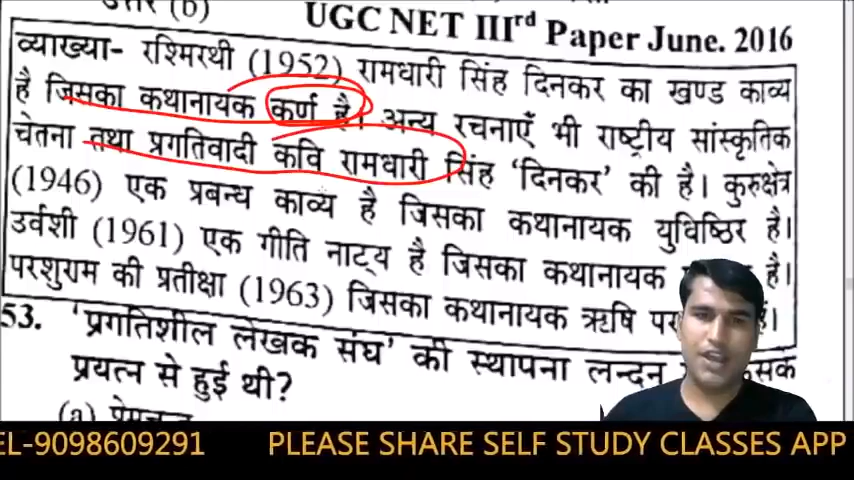 उत्तर (b)
UGC NET IIIrd Paper June. 2016
व्याख्या- रश्मिरथी (1952) रामधारी सिंह दिनकर का खण्ड काव्य
है जिसका कथानायक कर्ण है। अन्य रचनाएँ भी राष्ट्रीय सांस्कृतिक
चेतना तथा प्रगतिवादी कवि रामधारी सिंह 'दिनकर' की है। कुरुक्षेत्र
(1946) एक प्रबन्ध काव्य है जिसका कथानायक युधिष्ठिर है।
उर्वशी (1961) एक गीति नाट्य है जिसका कथानायक है।
परशुराम की प्रतीक्षा (1963) जिसका कथानायक ऋषि
53. 'प्रगतिशील लेखक संघ' की स्थापना लन्दन
प्रयत्न से हुई थी?
(a) प्रेमचन्द
EL-9098609291 PLEASE SHARE SELF STUDY CLASSES APP